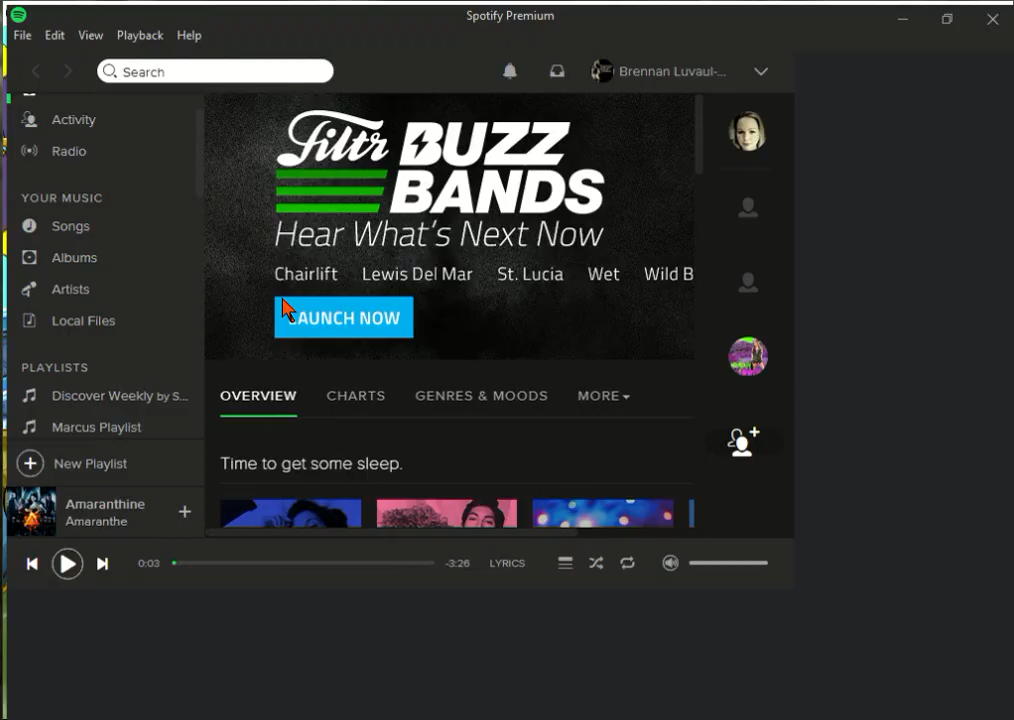 Spotify Premium
File Edit View Playback Help
Search
Brennan Luvaul-...
Activity
Radio
YOUR MUSIC
Songs
Albums
Artists
Local Files
PLAYLISTS
Discover Weekly by S...
Marcus Playlist
New Playlist
Amaranthine
Amaranthe
Filtr BUZZ
BANDS
Hear What's Next Now
Chairlift Lewis Del Mar St. Lucia Wet Wild B
LAUNCH NOW
OVERVIEW CHARTS GENRES & MOODS MORE
Time to get some sleep.
0:03 -3:26 LYRICS